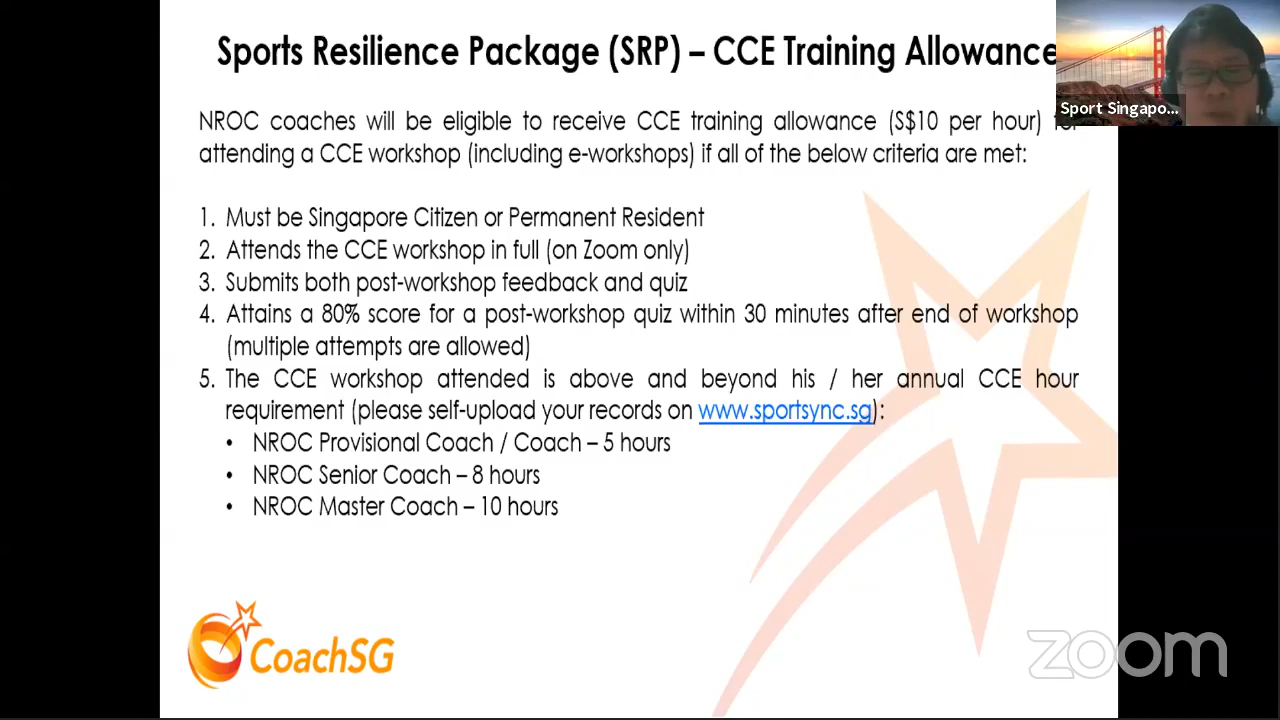 Sports Resilience Package (SRP) – CCE Training Allowance
Sport Singapo...
NROC coaches will be eligible to receive CCE training allowance (S$10 per hour) for
attending a CCE workshop (including e-workshops) if all of the below criteria are met:
1. Must be Singapore Citizen or Permanent Resident
2. Attends the CCE workshop in full (on Zoom only)
3. Submits both post-workshop feedback and quiz
4. Attains a 80% score for a post-workshop quiz within 30 minutes after end of workshop
(multiple attempts are allowed)
5. The CCE workshop attended is above and beyond his / her annual CCE hour
requirement (please self-upload your records on www.sportsync.sg):
• NROC Provisional Coach / Coach – 5 hours
• NROC Senior Coach – 8 hours
• NROC Master Coach – 10 hours
CoachSG
zoom